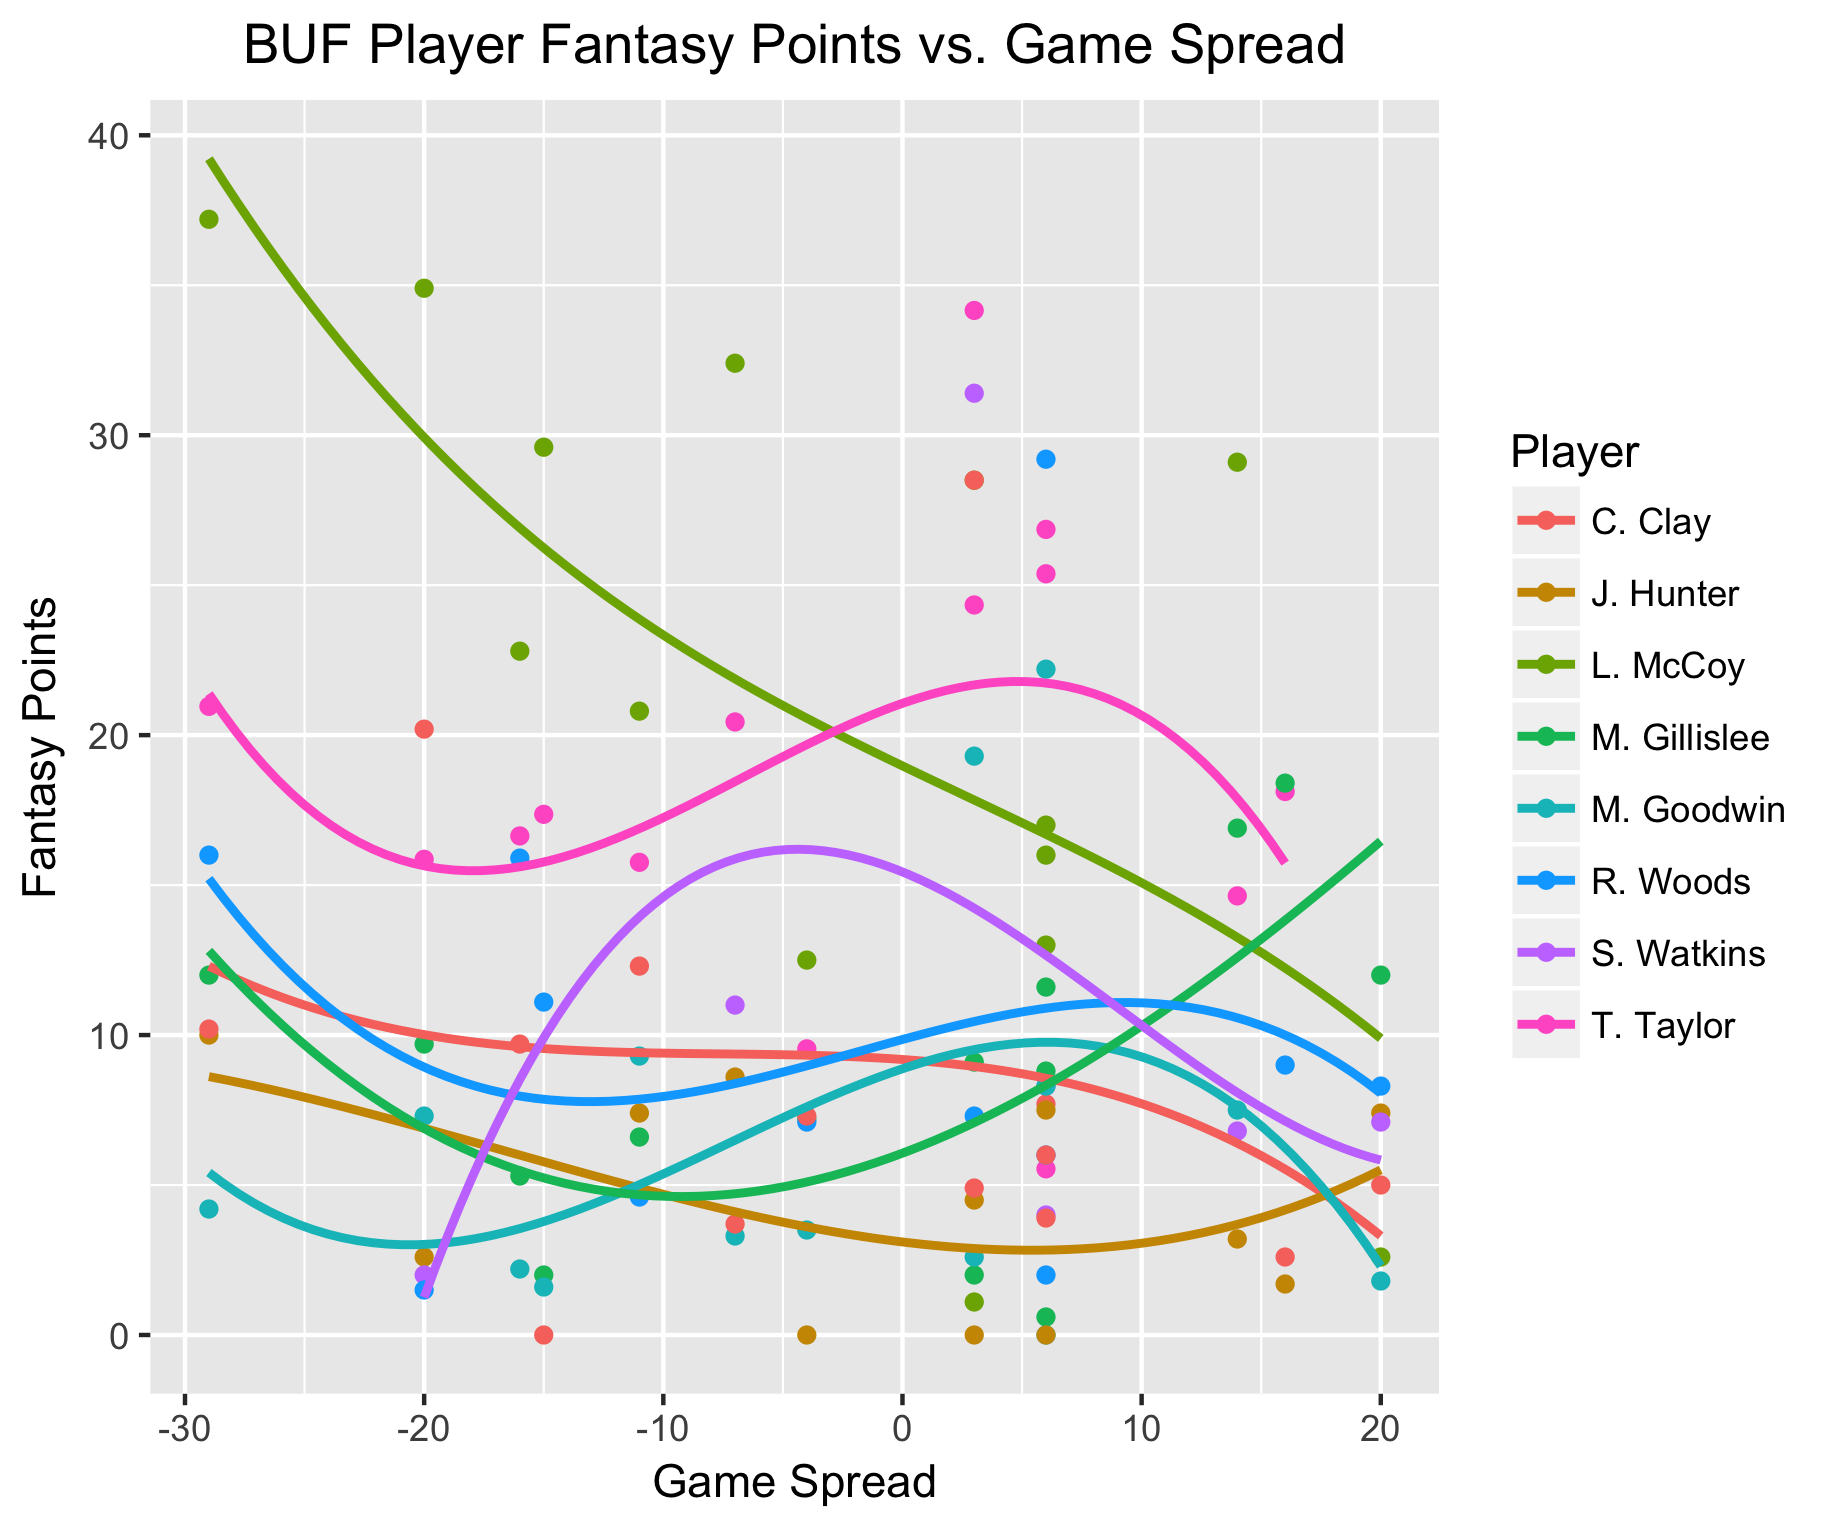 BUF Player Fantasy Points vs. Game Spread
40
30
20
10
0
Fantasy Points
-30
-20
-10
0
10
20
Game Spread
Player
C. Clay
J. Hunter
L. McCoy
M. Gillislee
M. Goodwin
R. Woods
S. Watkins
T. Taylor